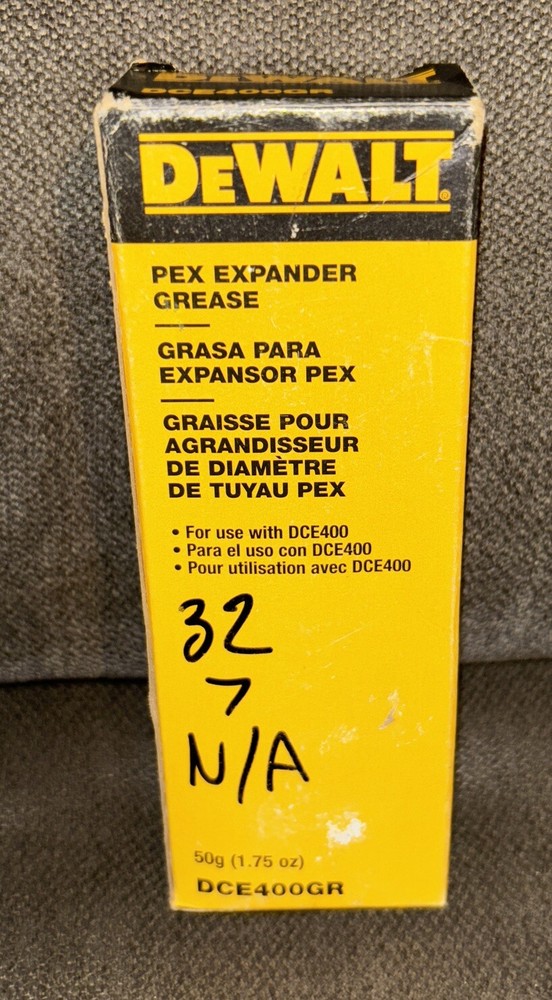 DEWALT
DCE400GR
DEWALT®
PEX EXPANDER
GREASE
GRASA PARA
EXPANSOR PEX
GRAISSE POUR
AGRANDISSEUR
DE DIAMÈTRE
DE TUYAU PEX
• For use with DCE400
• Para el uso con DCE400
• Pour utilisation avec DCE400
32
>
N/A
50g (1.75 oz)
DCE400GR